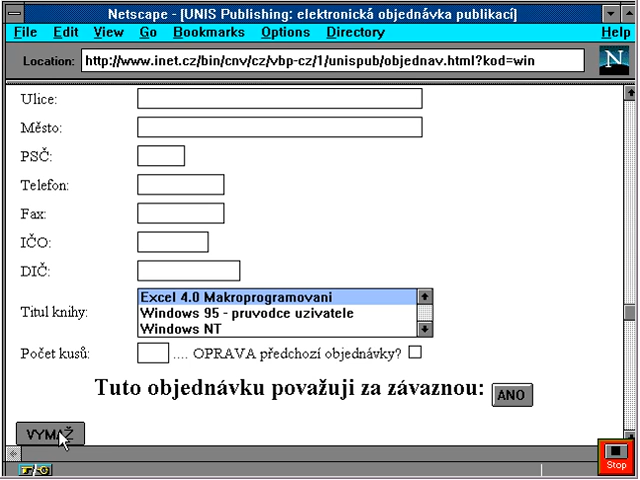 Netscape - [UNIS Publishing: elektronická objednávka publikací]
File Edit View Go Bookmarks Options Directory Help
Location: http://www.inet.cz/bin/cnv/cz/vbp-cz/1/unispub/objednav.html?kod=win
N
Ulice:
Město:
PSČ:
Telefon:
Fax:
IČO:
DIČ:
Titul knihy:
Excel 4.0 Makroprogramovani
Windows 95 - pruvodce uzivatele
Windows NT
Počet kusů: .... OPRAVA předchozí objednávky?
Tuto objednávku považuji za závaznou: ANO
VYMAŽ
Stop